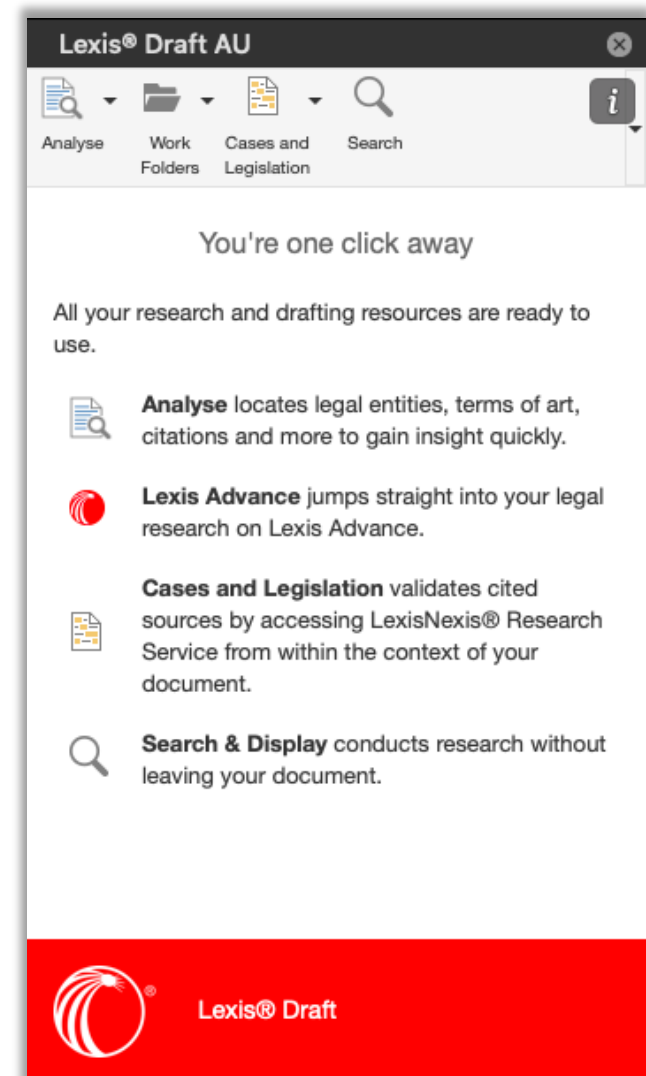 Lexis® Draft AU
Analyse
Work
Folders
Cases and
Legislation
Search
i
You're one click away
All your research and drafting resources are ready to
use.
Analyse locates legal entities, terms of art,
citations and more to gain insight quickly.
Lexis Advance jumps straight into your legal
research on Lexis Advance.
Cases and Legislation validates cited
sources by accessing LexisNexis® Research
Service from within the context of your
document.
Search & Display conducts research without
leaving your document.
®
Lexis® Draft